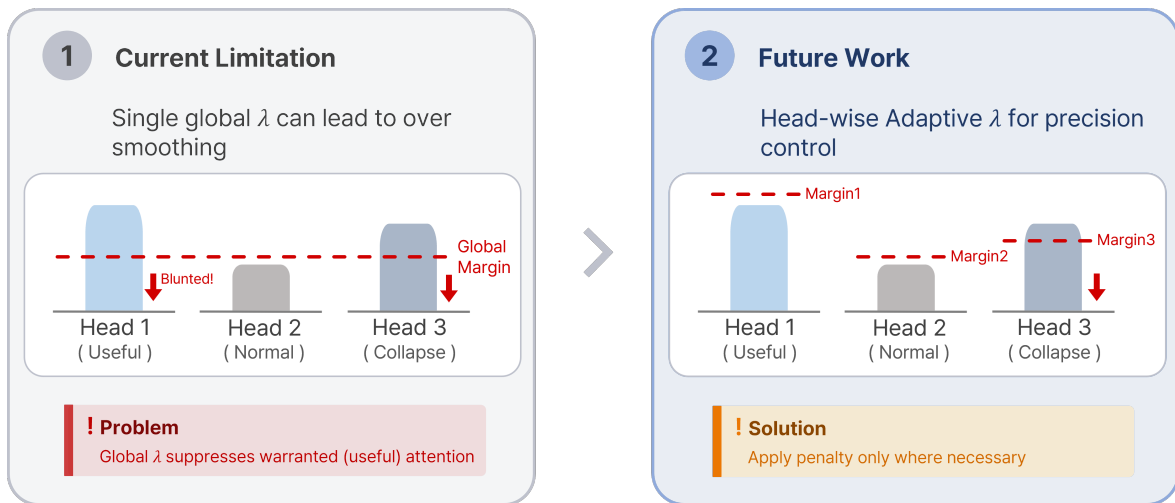 1 Current Limitation
Single global λ can lead to over
smoothing
Global
Margin
Blunted!
Head 1
( Useful )
Head 2
( Normal )
Head 3
( Collapse )
! Problem
Global λ suppresses warranted (useful) attention
2 Future Work
Head-wise Adaptive λ for precision
control
Margin1
Margin2
Margin3
Head 1
( Useful )
Head 2
( Normal )
Head 3
( Collapse )
! Solution
Apply penalty only where necessary